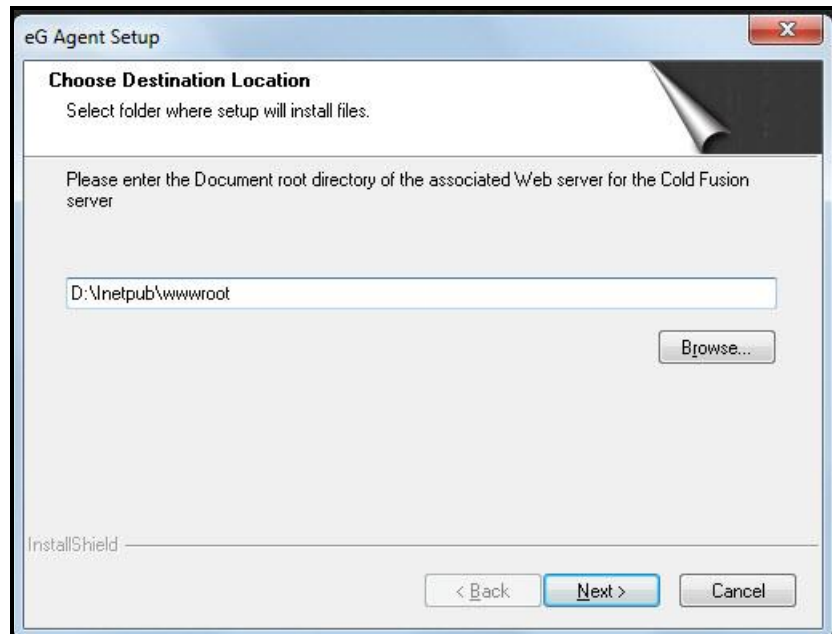 eG Agent Setup
Choose Destination Location
Select folder where setup will install files.
Please enter the Document root directory of the associated Web server for the Cold Fusion
server
D:\Inetpub\wwwroot
Browse...
InstallShield
< Back Next > Cancel